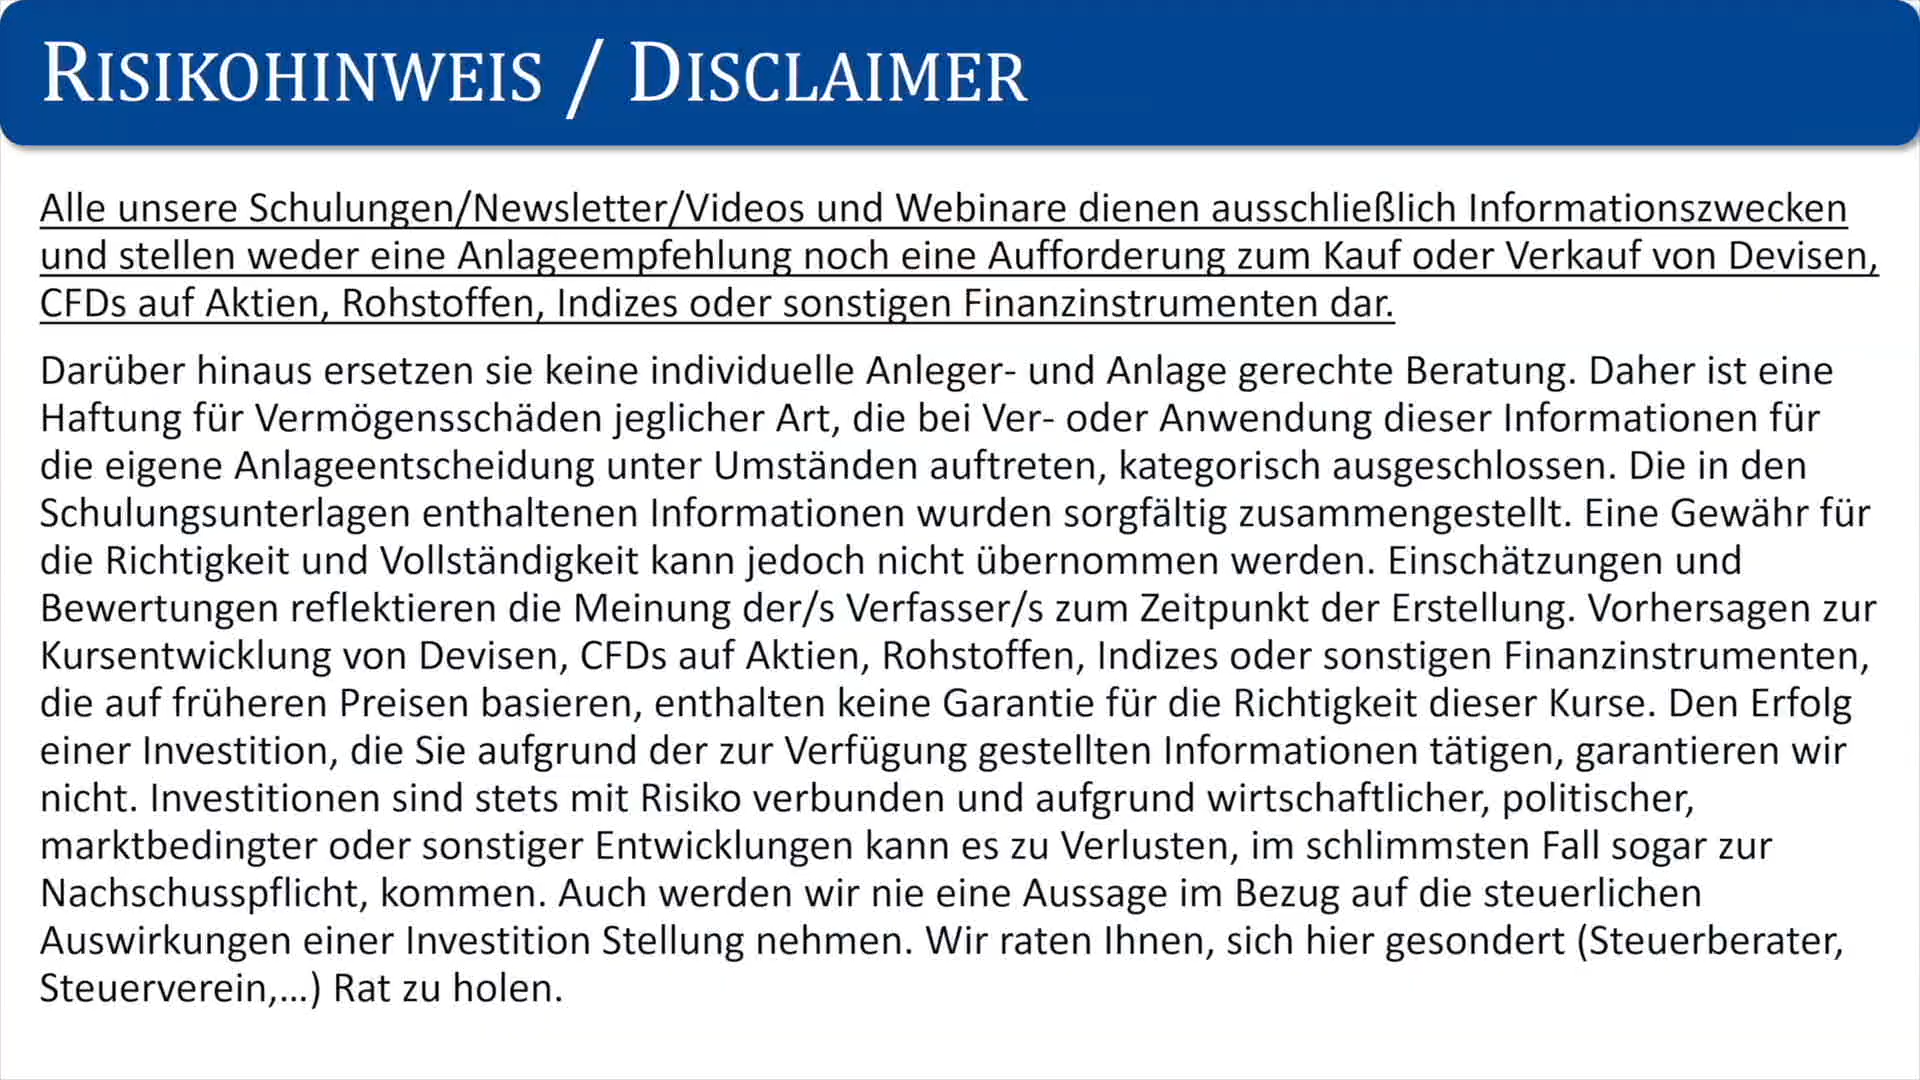 RISIKOHINWEIS / DISCLAIMER
Alle unsere Schulungen/Newsletter/Videos und Webinare dienen ausschließlich Informationszwecken
und stellen weder eine Anlageempfehlung noch eine Aufforderung zum Kauf oder Verkauf von Devisen,
CFDs auf Aktien, Rohstoffen, Indizes oder sonstigen Finanzinstrumenten dar.
Darüber hinaus ersetzen sie keine individuelle Anleger- und Anlage gerechte Beratung. Daher ist eine
Haftung für Vermögensschäden jeglicher Art, die bei Ver- oder Anwendung dieser Informationen für
die eigene Anlageentscheidung unter Umständen auftreten, kategorisch ausgeschlossen. Die in den
Schulungsunterlagen enthaltenen Informationen wurden sorgfältig zusammengestellt. Eine Gewähr für
die Richtigkeit und Vollständigkeit kann jedoch nicht übernommen werden. Einschätzungen und
Bewertungen reflektieren die Meinung der/s Verfasser/s zum Zeitpunkt der Erstellung. Vorhersagen zur
Kursentwicklung von Devisen, CFDs auf Aktien, Rohstoffen, Indizes oder sonstigen Finanzinstrumenten,
die auf früheren Preisen basieren, enthalten keine Garantie für die Richtigkeit dieser Kurse. Den Erfolg
einer Investition, die Sie aufgrund der zur Verfügung gestellten Informationen tätigen, garantieren wir
nicht. Investitionen sind stets mit Risiko verbunden und aufgrund wirtschaftlicher, politischer,
marktbedingter oder sonstiger Entwicklungen kann es zu Verlusten, im schlimmsten Fall sogar zur
Nachschusspflicht, kommen. Auch werden wir nie eine Aussage im Bezug auf die steuerlichen
Auswirkungen einer Investition Stellung nehmen. Wir raten Ihnen, sich hier gesondert (Steuerberater,
Steuerverein,...) Rat zu holen.